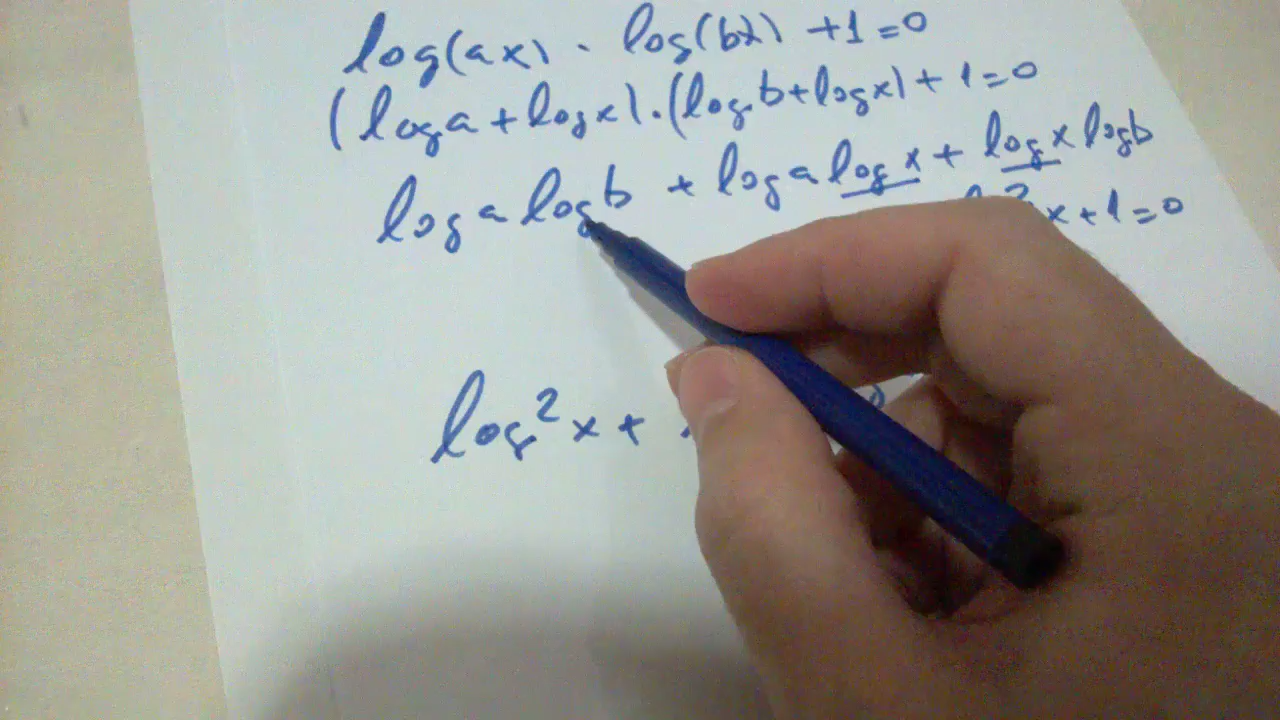 log(ax) · log(bx) + 1 = 0
(log a + log x) · (log b + log x) + 1 = 0
log a log b + log a log x + log x log b
x + 1 = 0
log² x +